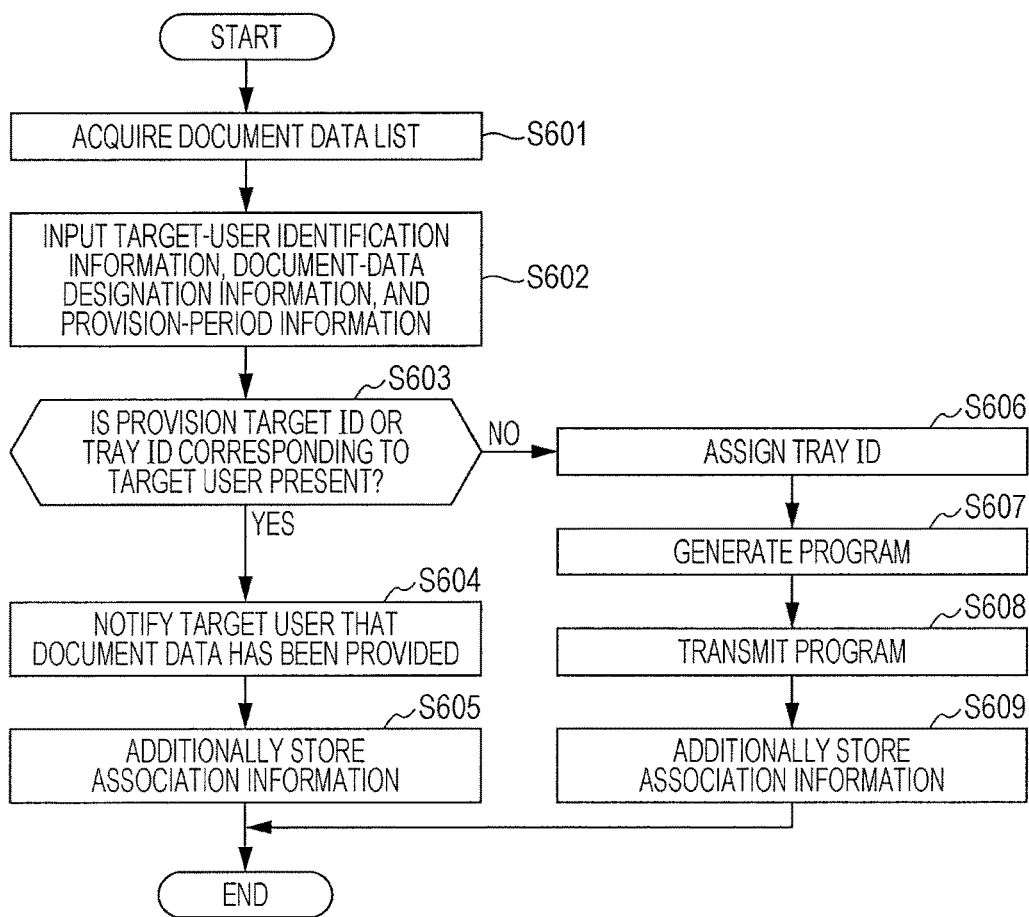 START
ACQUIRE DOCUMENT DATA LIST
S601
INPUT TARGET-USER IDENTIFICATION
INFORMATION, DOCUMENT-DATA
DESIGNATION INFORMATION, AND
PROVISION-PERIOD INFORMATION
S602
S603
IS PROVISION TARGET ID OR
TRAY ID CORRESPONDING TO
TARGET USER PRESENT?
NO
YES
S604
NOTIFY TARGET USER THAT
DOCUMENT DATA HAS BEEN PROVIDED
S605
ADDITIONALLY STORE
ASSOCIATION INFORMATION
S606
ASSIGN TRAY ID
S607
GENERATE PROGRAM
S608
TRANSMIT PROGRAM
S609
ADDITIONALLY STORE
ASSOCIATION INFORMATION
END